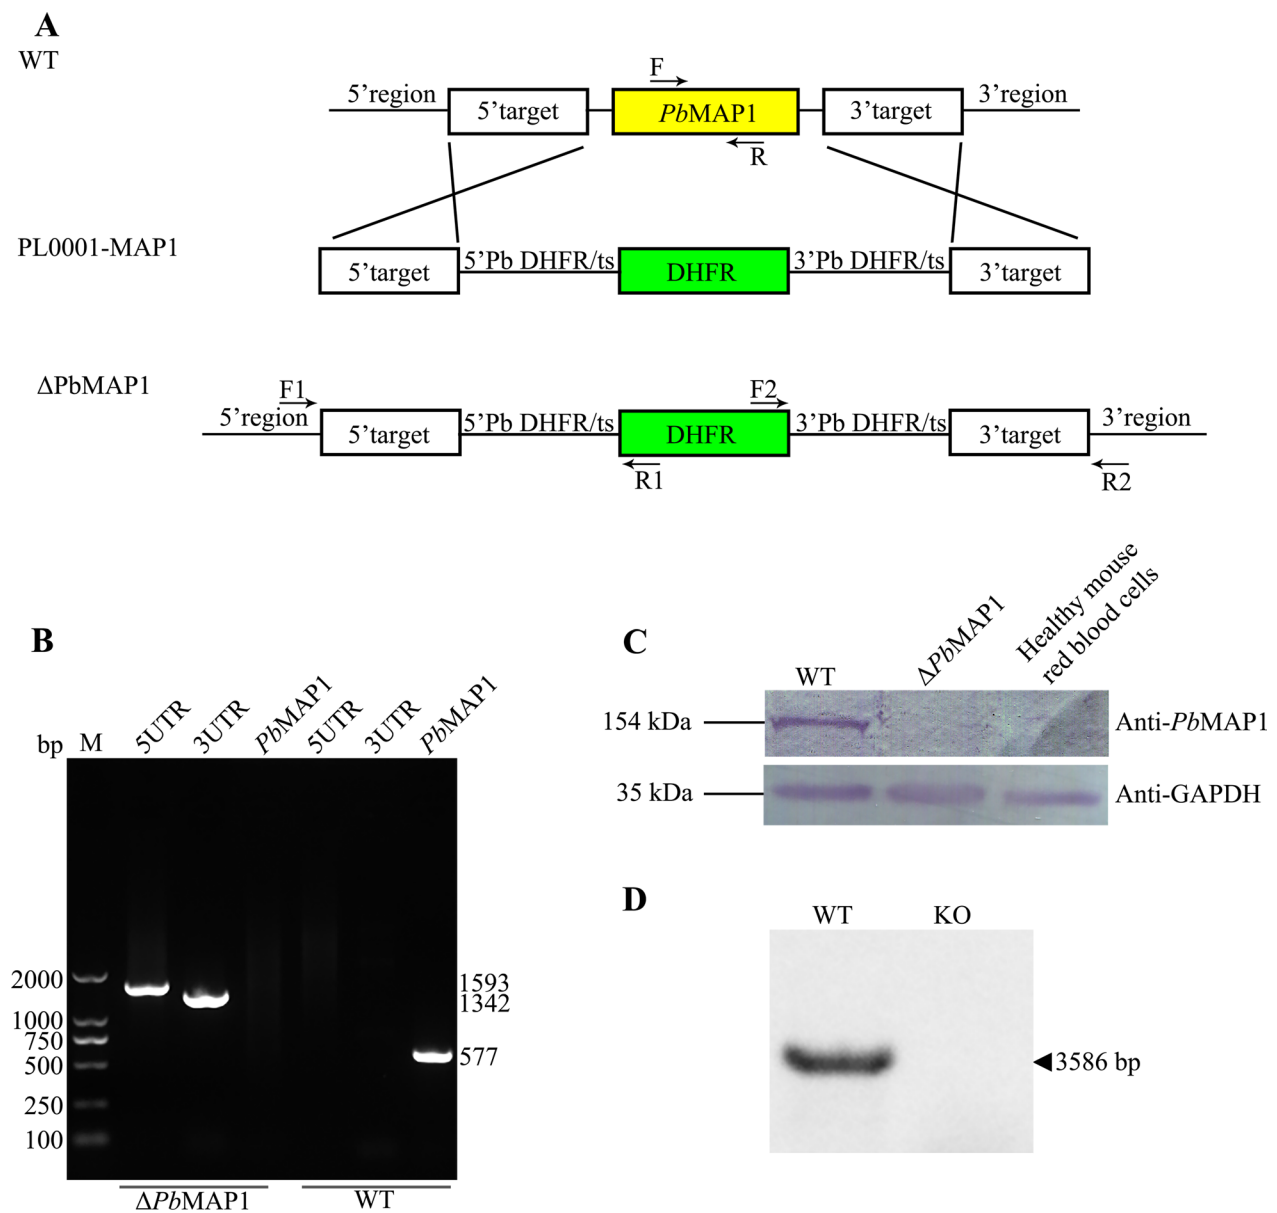 A
WT
F
5’region
5’target
PbMAP1
3’target
3’region
R
PL0001-MAP1
5’target
5’Pb DHFR/ts
DHFR
3’Pb DHFR/ts
3’target
ΔPbMAP1
F1
F2
5’region
5’target
5’Pb DHFR/ts
DHFR
3’Pb DHFR/ts
3’target
3’region
R1
R2
B
bp
M
5UTR
3UTR
PbMAP1
5UTR
3UTR
PbMAP1
2000
1000
750
500
250
100
1593
1342
577
ΔPbMAP1
WT
C
WT
ΔPbMAP1
Healthy mouse
red blood cells
154 kDa
Anti-PbMAP1
35 kDa
Anti-GAPDH
D
WT
KO
3586 bp